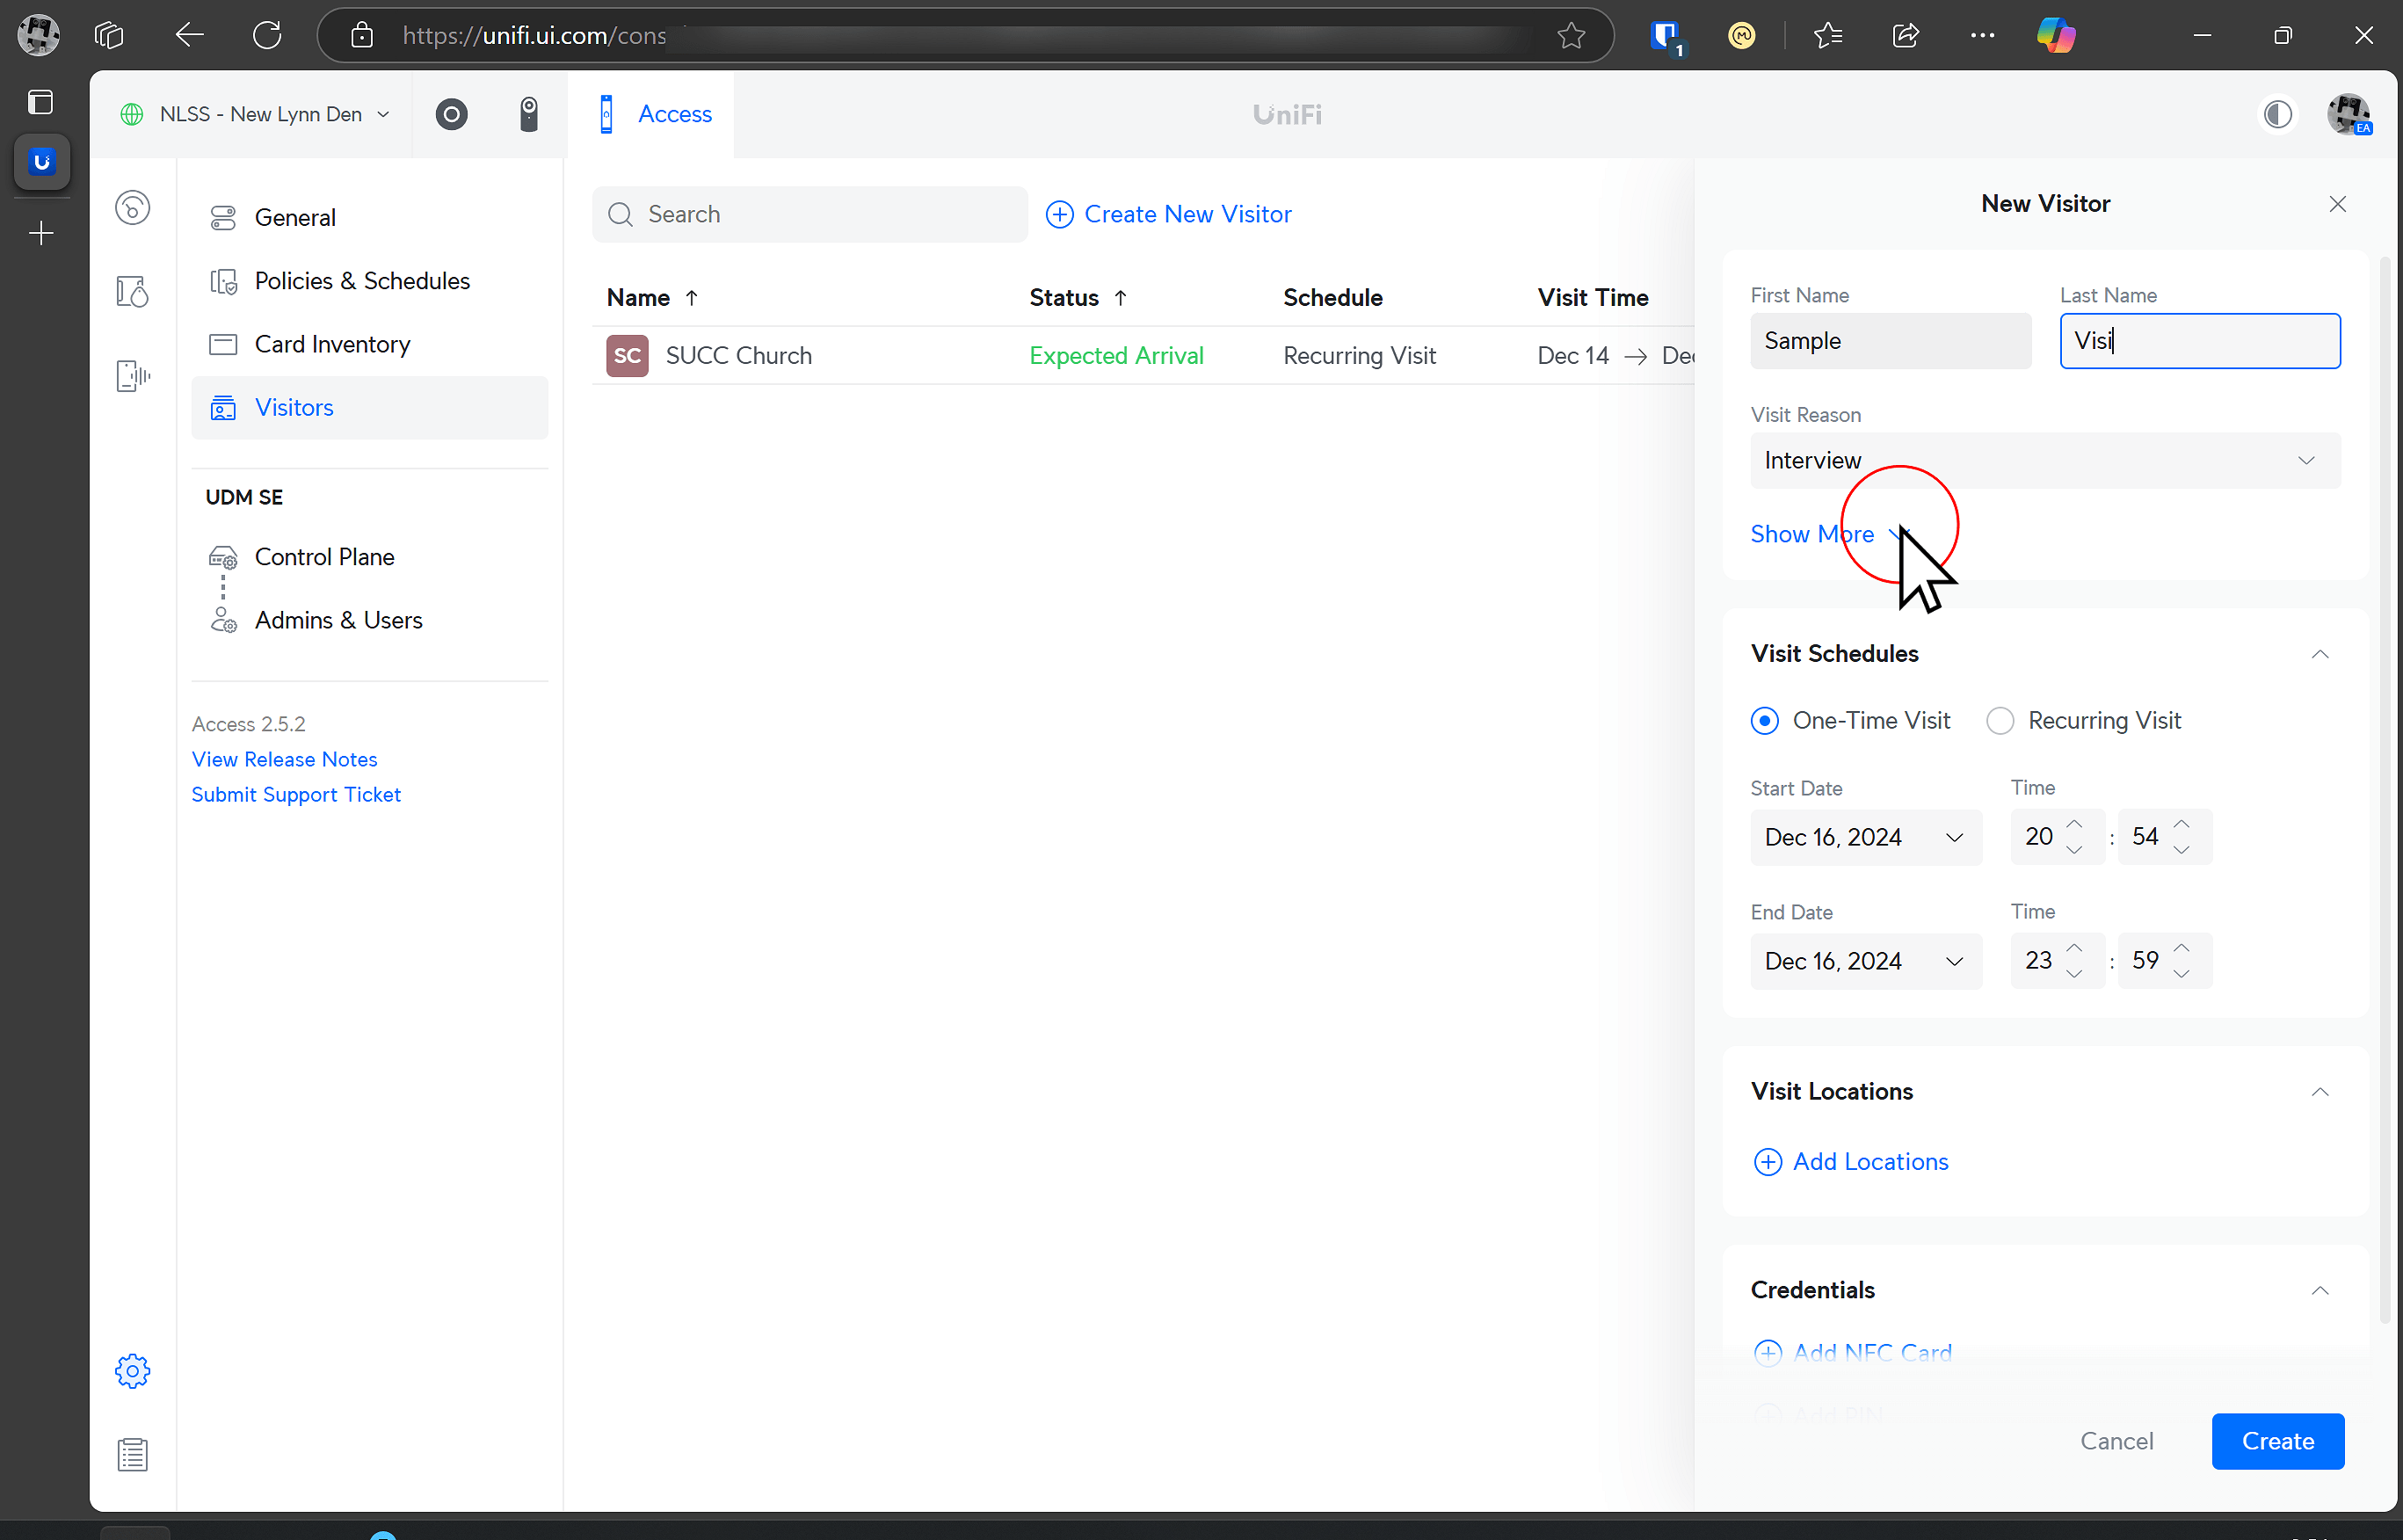 https://unifi.ui.com/cons
1
NLSS - New Lynn Den
Access
UniFi
EA
General
Policies & Schedules
Card Inventory
Visitors
UDM SE
Control Plane
Admins & Users
Access 2.5.2
View Release Notes
Submit Support Ticket
Search
Create New Visitor
Name Status Schedule Visit Time
SC SUCC Church Expected Arrival Recurring Visit Dec 14 → Dec
New Visitor
First Name Last Name
Sample Visi
Visit Reason
Interview
Show More
Visit Schedules
One-Time Visit Recurring Visit
Start Date Time
Dec 16, 2024 20 : 54
End Date Time
Dec 16, 2024 23 : 59
Visit Locations
Add Locations
Credentials
Add NFC Card
Add PIN
Cancel Create